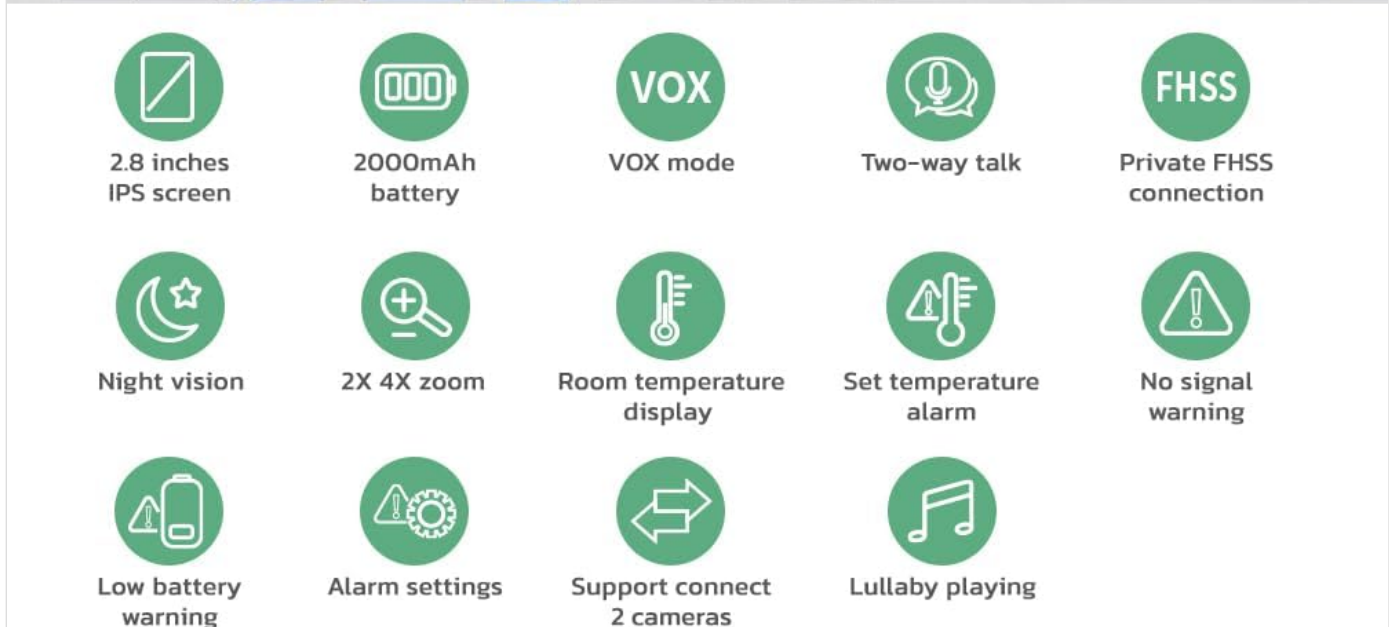 VOX
FHSS
2.8 inches
IPS screen
2000mAh
battery
VOX mode
Two-way talk
Private FHSS
connection
Night vision
2X 4X zoom
Room temperature
display
Set temperature
alarm
No signal
warning
Low battery
warning
Alarm settings
Support connect
2 cameras
Lullaby playing